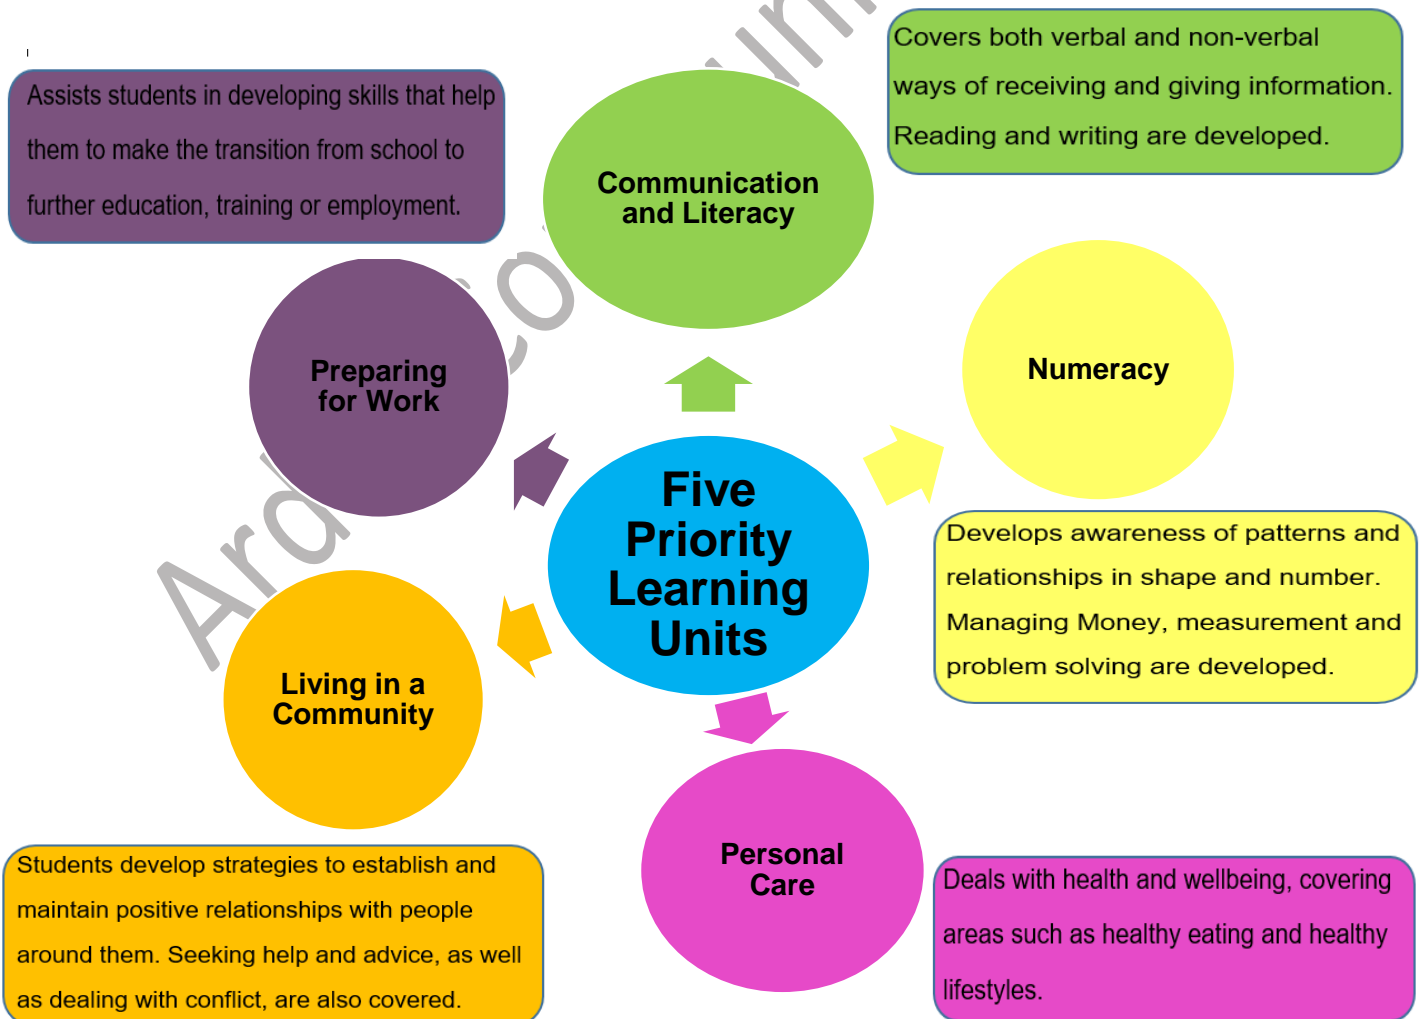 Assists students in developing skills that help
them to make the transition from school to
further education, training or employment.
Covers both verbal and non-verbal
ways of receiving and giving information.
Reading and writing are developed.
Communication
and Literacy
Preparing
for Work
Numeracy
Five
Priority
Learning
Units
Develops awareness of patterns and
relationships in shape and number.
Managing Money, measurement and
problem solving are developed.
Living in a
Community
Personal
Care
Students develop strategies to establish and
maintain positive relationships with people
around them. Seeking help and advice, as well
as dealing with conflict, are also covered.
Deals with health and wellbeing, covering
areas such as healthy eating and healthy
lifestyles.